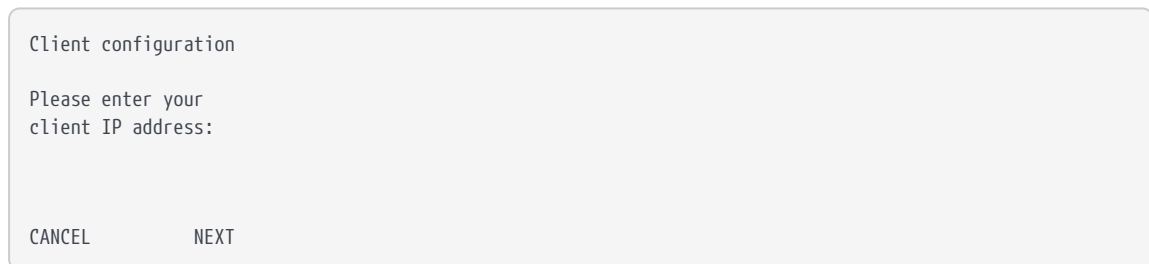 Client configuration
Please enter your
client IP address:
CANCEL NEXT